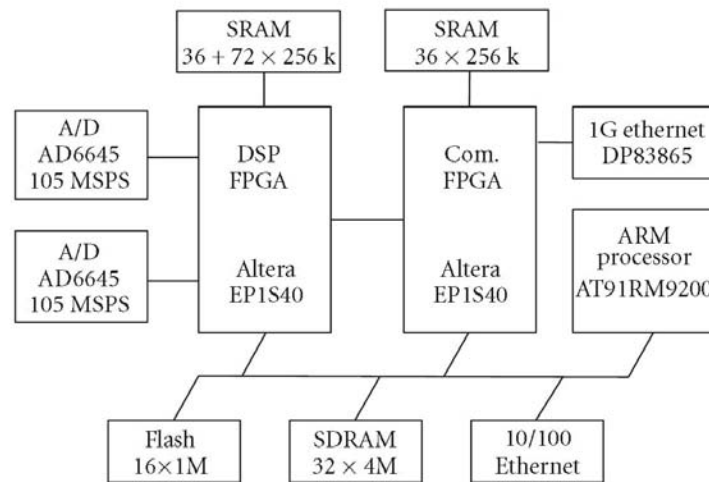 SRAM
36 + 72 × 256 k
SRAM
36 × 256 k
A/D
AD6645
105 MSPS
DSP
FPGA
Com.
FPGA
1G ethernet
DP83865
A/D
AD6645
105 MSPS
Altera
EP1S40
Altera
EP1S40
ARM
processor
AT91RM9200
Flash
16×1M
SDRAM
32 × 4M
10/100
Ethernet